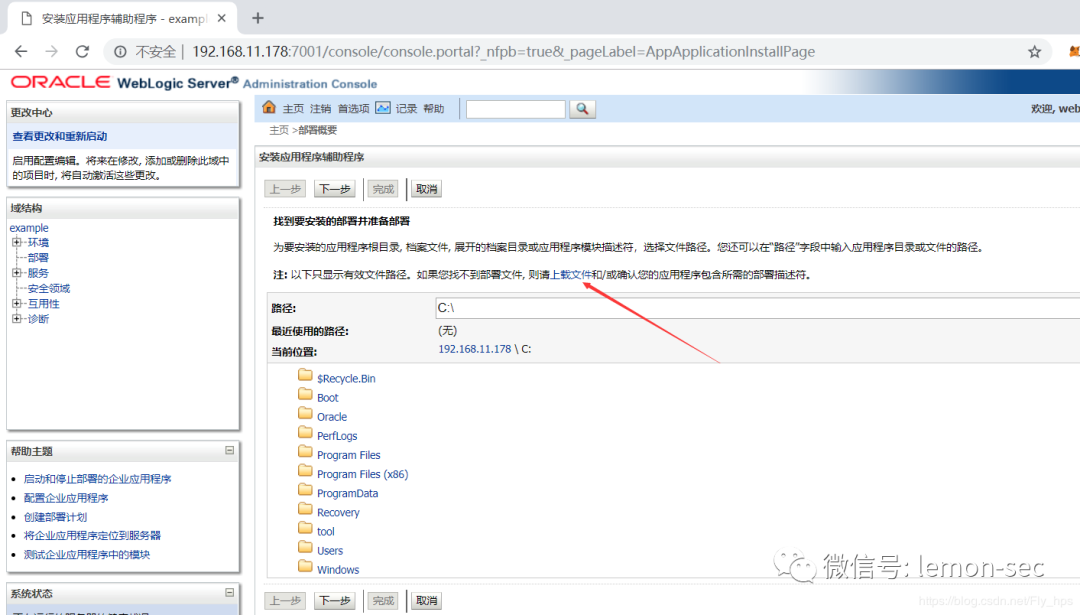 安装应用程序辅助程序 - exampl
不安全 | 192.168.11.178:7001/console/console.portal?_nfpb=true&_pageLabel=AppApplicationInstallPage
ORACLE WebLogic Server® Administration Console
更改中心
查看更改和重新启动
启用配置编辑。将来在修改, 添加或删除此域中
的项目时, 将自动激活这些更改。
域结构
example
环境
部署
服务
安全领域
互用性
诊断
帮助主题
启动和停止部署的企业应用程序
配置企业应用程序
创建部署计划
将企业应用程序定位到服务器
测试企业应用程序中的模块
系统状态
主页 注销 首选项 记录 帮助
欢迎, web
主页 >部署概要
安装应用程序辅助程序
上一步 下一步 完成 取消
找到要安装的部署并准备部署
为要安装的应用程序根目录, 档案文件, 展开的档案目录或应用程序模块描述符，选择文件路径。您还可以在"路径"字段中输入应用程序目录或文件的路径。
注: 以下只显示有效文件路径。如果您找不到部署文件, 则请上载文件和/或确认您的应用程序包含所需的部署描述符。
路径: C:\
最近使用的路径: (无)
当前位置: 192.168.11.178 \ C:
$Recycle.Bin
Boot
Oracle
PerfLogs
Program Files
Program Files (x86)
ProgramData
Recovery
tool
Users
Windows
上一步 下一步 完成 取消
微信号: lemon-sec
https://blog.csdn.net/Fly_hps